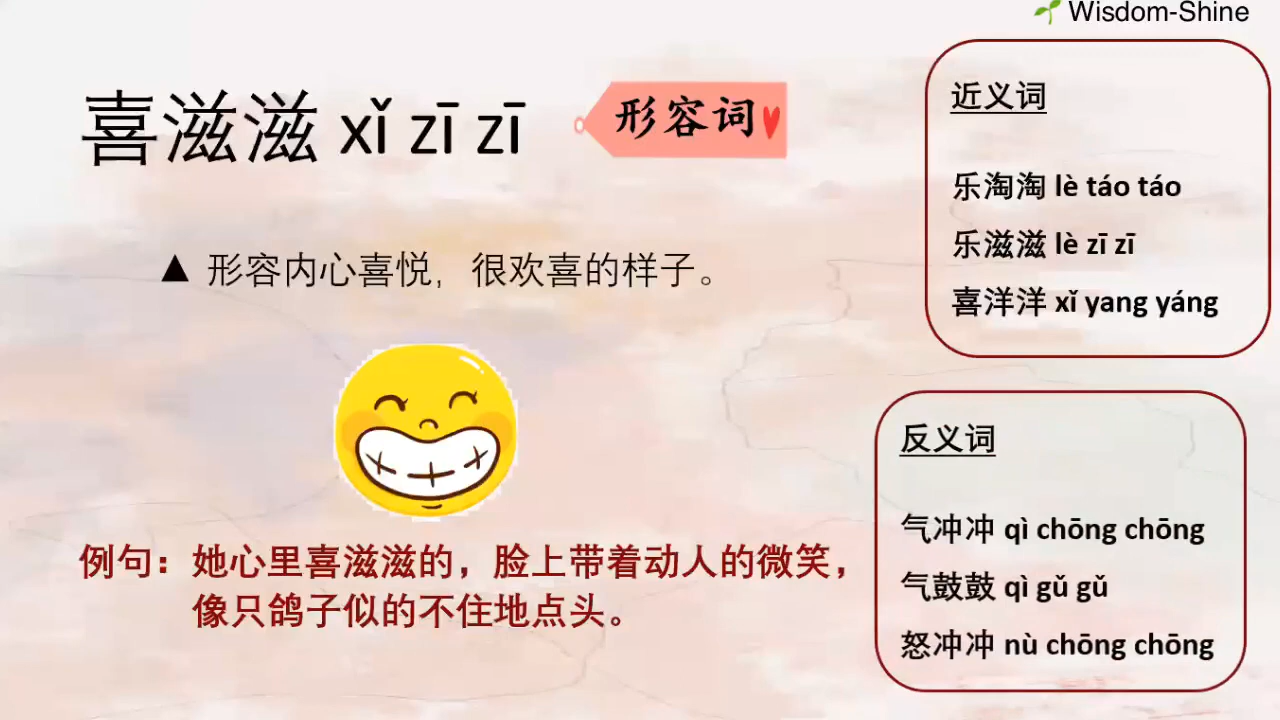 Wisdom-Shine
喜滋滋 xǐ zī zī
形容词
▲ 形容内心喜悦，很欢喜的样子。
例句：她心里喜滋滋的，脸上带着动人的微笑，
像只鸽子似的不住地点头。
近义词
乐淘淘 lè táo táo
乐滋滋 lè zī zī
喜洋洋 xǐ yang yáng
反义词
气冲冲 qì chōng chōng
气鼓鼓 qì gǔ gǔ
怒冲冲 nù chōng chōng